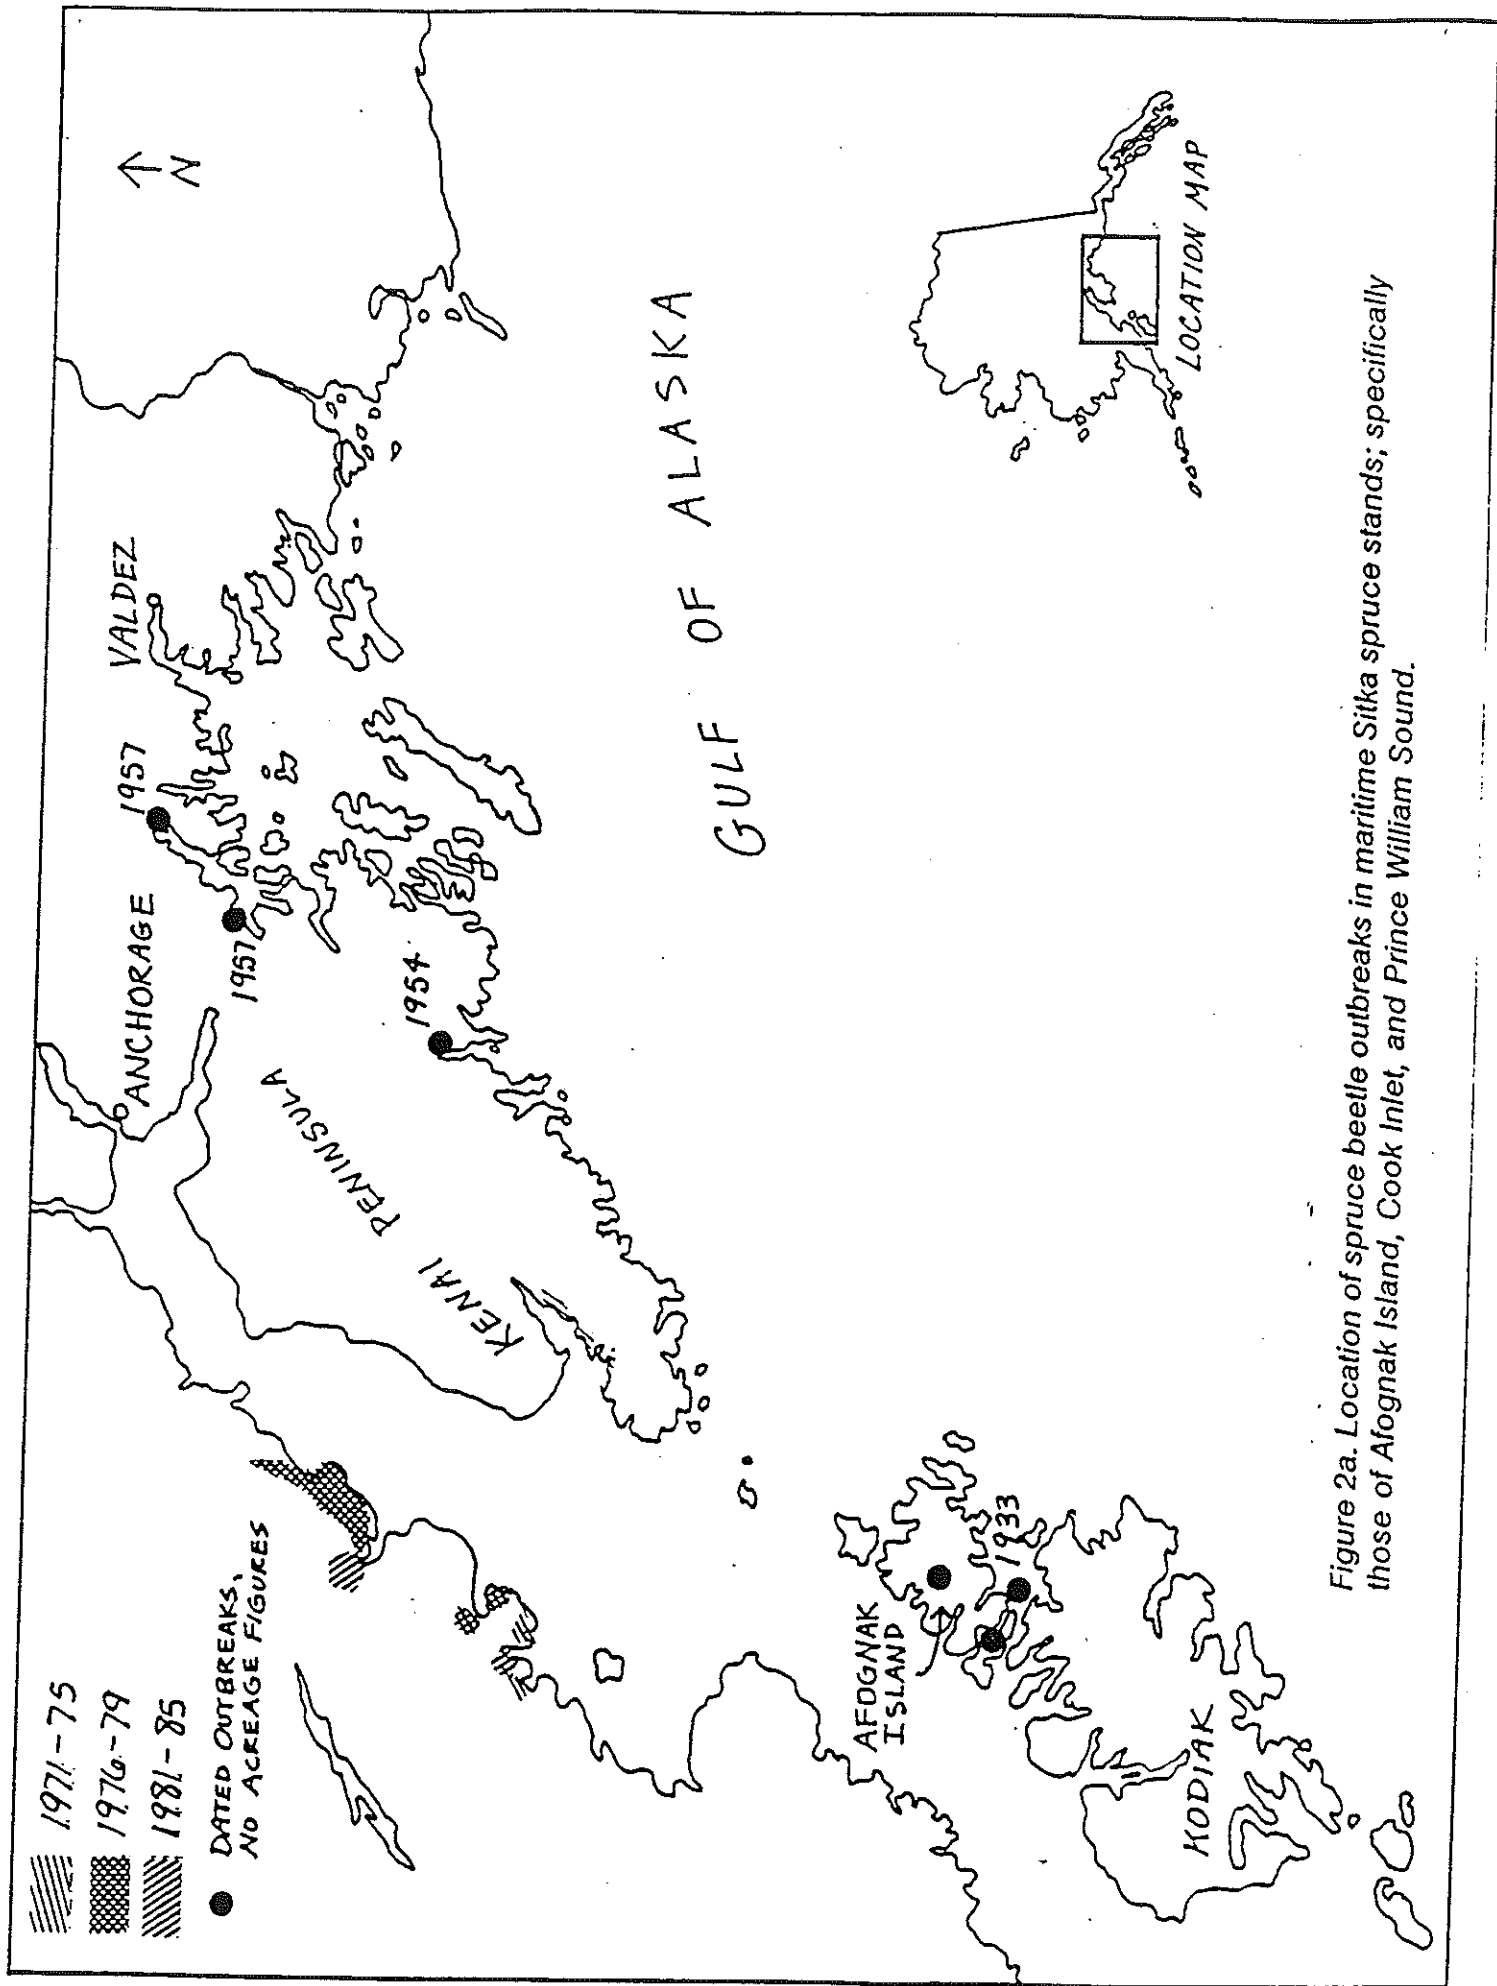 1971-75
1976-79
1981-85
DATED OUTBREAKS,
NO ACREAGE FIGURES
ANCHORAGE
1957
VALDEZ
N
1957
1954
KENAI PENINSULA
GULF OF ALASKA
AFOGNAK
ISLAND
1933
KODIAK
LOCATION MAP
Figure 2a. Location of spruce beetle outbreaks in maritime Sitka spruce stands; specifically
those of Afognak Island, Cook Inlet, and Prince William Sound.